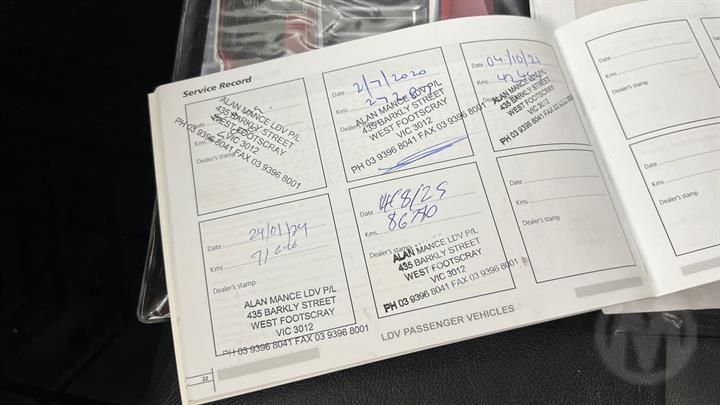 Service Record
Date
Kms
ALAN MANCE LDV P/L
435 BARKLY STREET
WEST FOOTSCRAY
VIC 3012
PH 03 9396 8041 FAX 03 9396 8001
Date 2/7/2020
Kms
Dealer's
ALAN MANCE LDV P/L
435 BARKLY STREET
WEST FOOTSCRAY
VIC 3012
PH 03 9396 8041 FAX 03 9396 8001
Date 04/10/21
Kms
Dealer's
ALAN MANCE LDV P/L
435 BARKLY STREET
WEST FOOTSCRAY
VIC 3012
PH 03 9396 8041 FAX 03 9396 8001
Date
Kms
Dealer's stamp
Date 24/01/24
Kms
Dealer's stamp
ALAN MANCE LDV P/L
435 BARKLY STREET
WEST FOOTSCRAY
VIC 3012
PH 03 9396 8041 FAX 03 9396 8001
Date
Kms
Dealer's stamp
ALAN MANCE LDV P/L
435 BARKLY STREET
WEST FOOTSCRAY
VIC 3012
PH 03 9396 8041 FAX 03 9396 8001
Date
Kms
Dealer's stamp
Date
Kms
Dealer's stamp
22
LDV PASSENGER VEHICLES